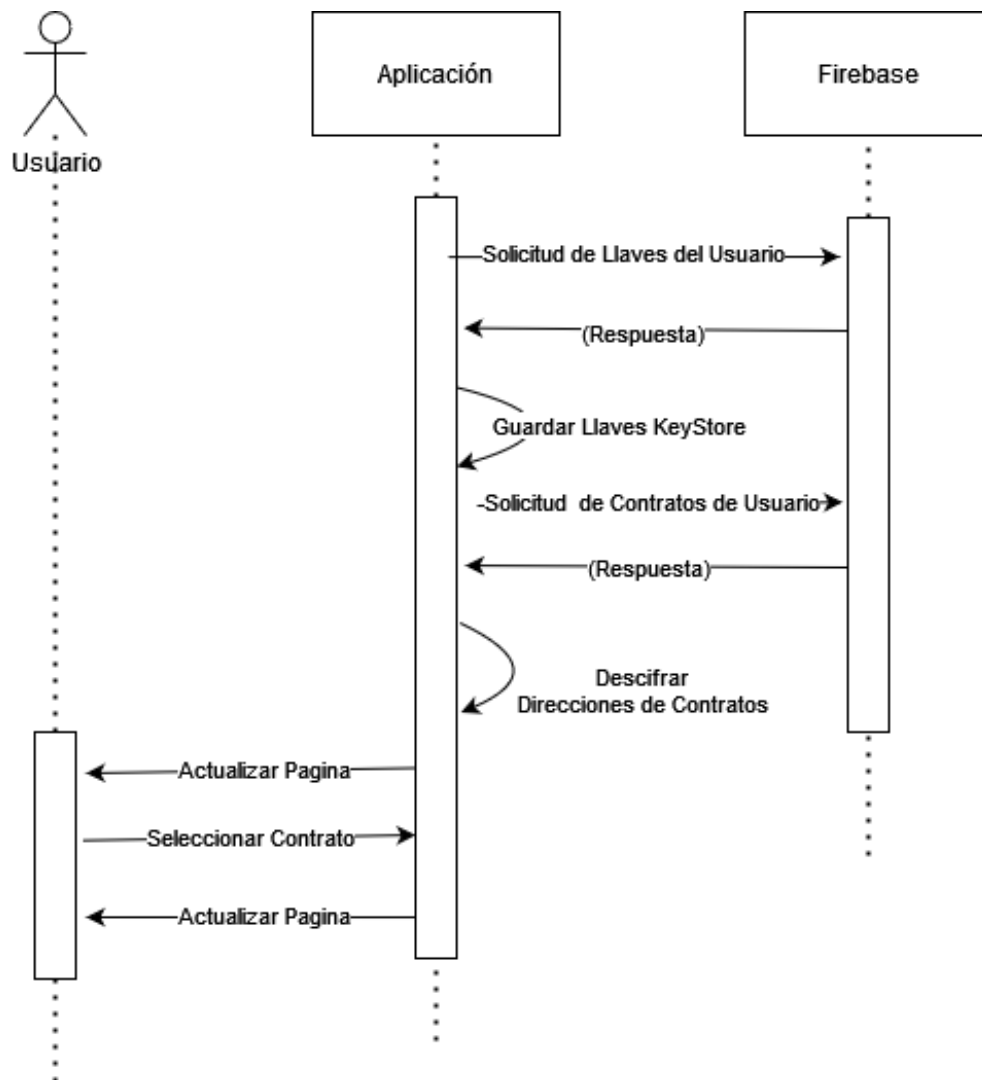 Aplicación
Firebase
Usuario
Solicitud de Llaves del Usuario
(Respuesta)
Guardar Llaves KeyStore
-Solicitud de Contratos de Usuario
(Respuesta)
Descifrar
Direcciones de Contratos
Actualizar Pagina
Seleccionar Contrato
Actualizar Pagina